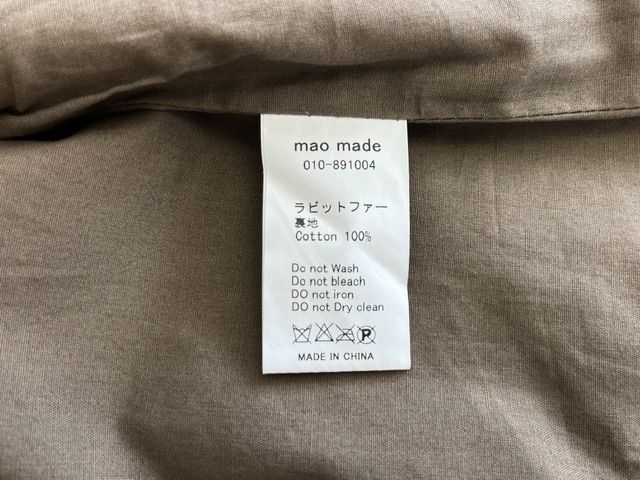 mao made
010-891004
ラビットファー
裏地
Cotton 100%
Do not Wash
Do not bleach
DO not iron
DO not Dry clean
P
MADE IN CHINA